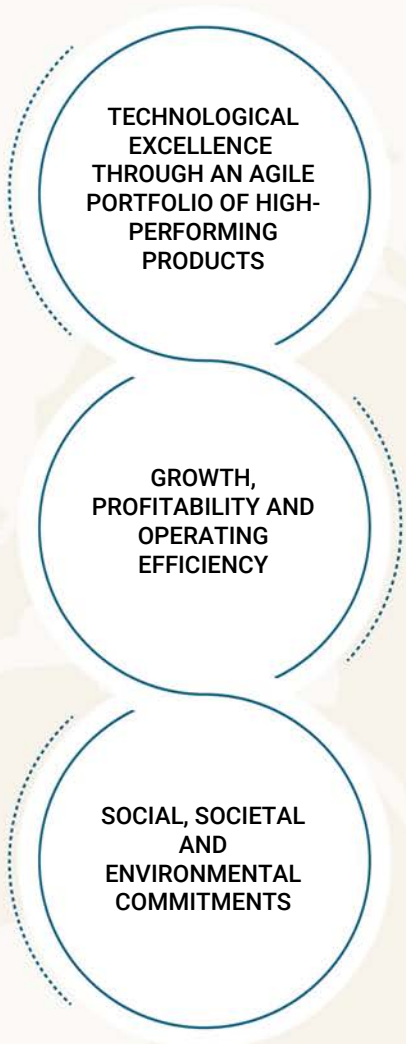 TECHNOLOGICAL
EXCELLENCE
THROUGH AN AGILE
PORTFOLIO OF HIGH-
PERFORMING
PRODUCTS
GROWTH,
PROFITABILITY AND
OPERATING
EFFICIENCY
SOCIAL, SOCIETAL
AND
ENVIRONMENTAL
COMMITMENTS